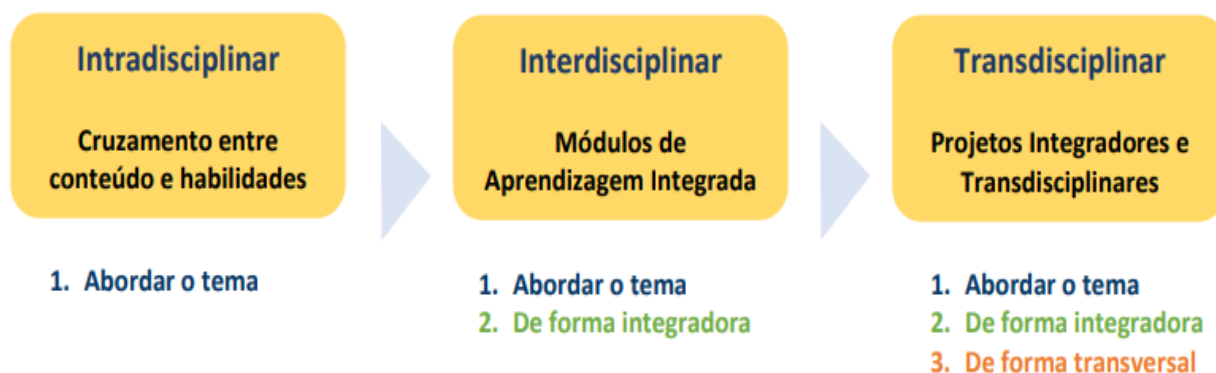 Intradisciplinar
Cruzamento entre
conteúdo e habilidades
1. Abordar o tema
Interdisciplinar
Módulos de
Aprendizagem Integrada
1. Abordar o tema
2. De forma integradora
Transdisciplinar
Projetos Integradores e
Transdisciplinares
1. Abordar o tema
2. De forma integradora
3. De forma transversal